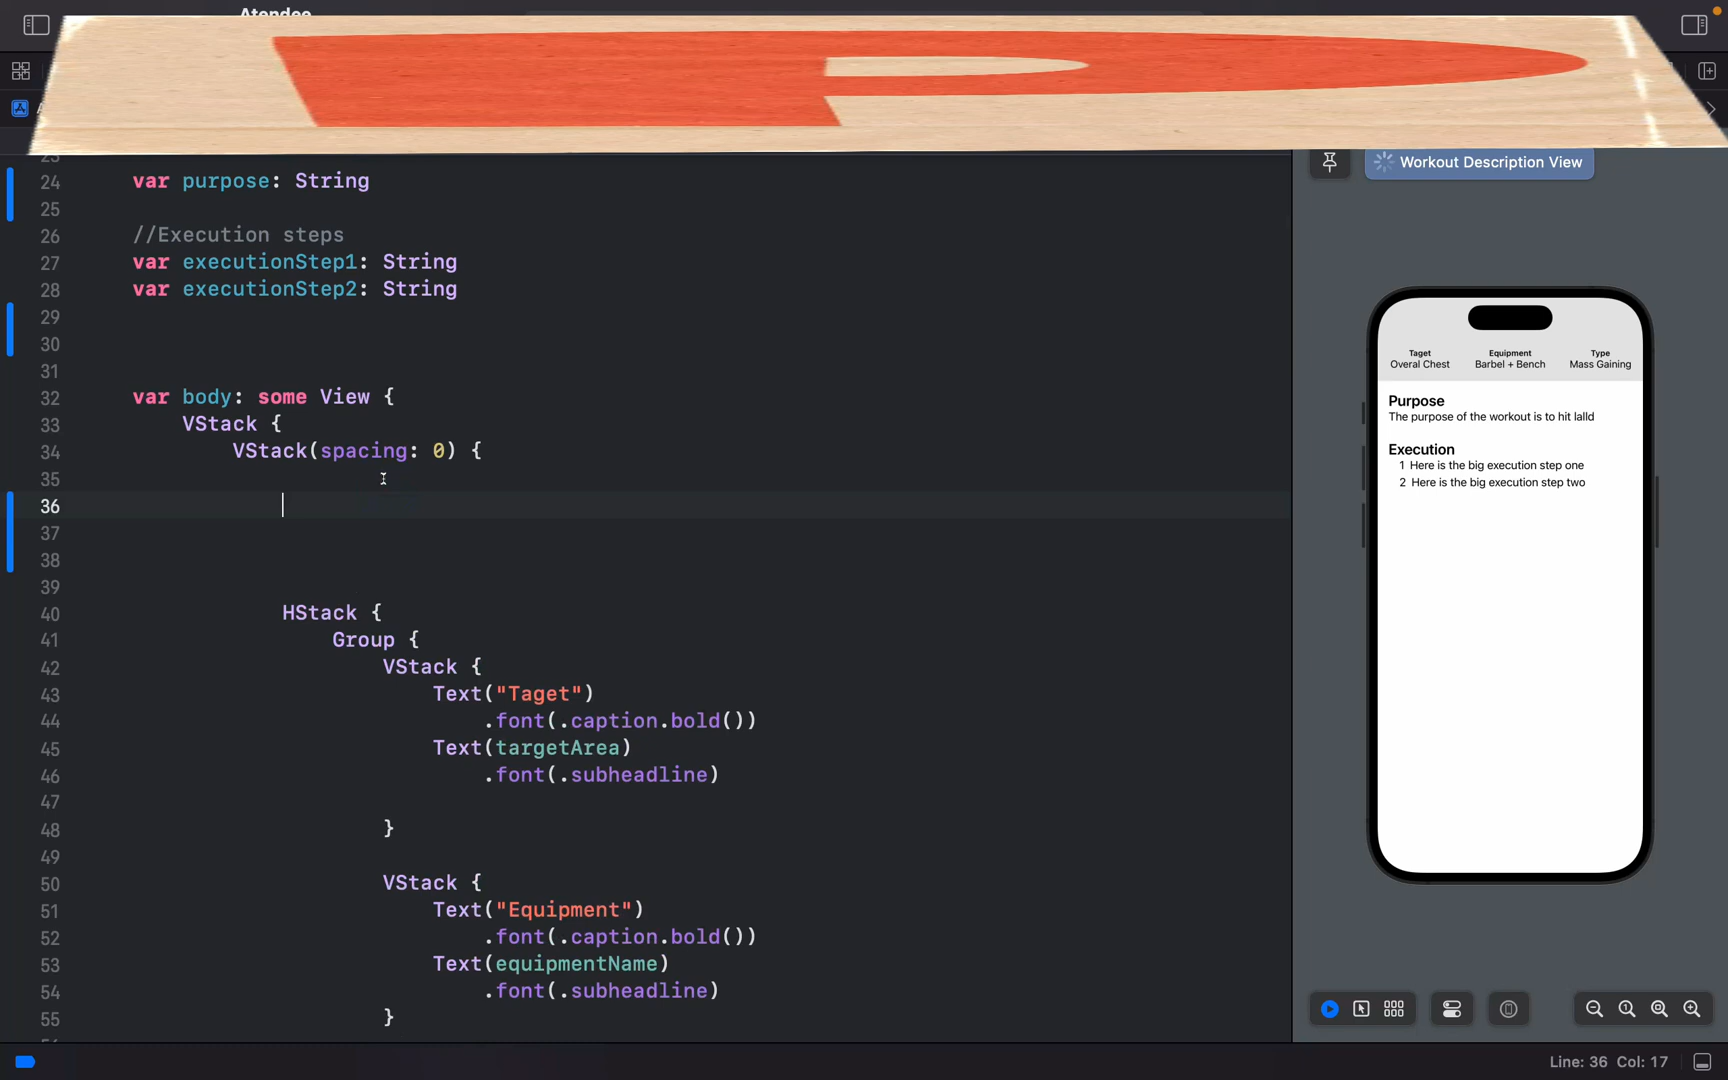 Atendee
P
23
Workout Description View
24 var purpose: String
25
26 //Execution steps
27 var executionStep1: String
28 var executionStep2: String
29
30
31
32 var body: some View {
33 VStack {
34 VStack(spacing: 0) {
35
36
37
38
39
40 HStack {
41 Group {
42 VStack {
43 Text("Taget")
44 .font(.caption.bold())
45 Text(targetArea)
46 .font(.subheadline)
47
48 }
49
50 VStack {
51 Text("Equipment")
52 .font(.caption.bold())
53 Text(equipmentName)
54 .font(.subheadline)
55 }
Taget Equipment Type
Overal Chest Barbel + Bench Mass Gaining
Purpose
The purpose of the workout is to hit lalld
Execution
1 Here is the big execution step one
2 Here is the big execution step two
Line: 36 Col: 17